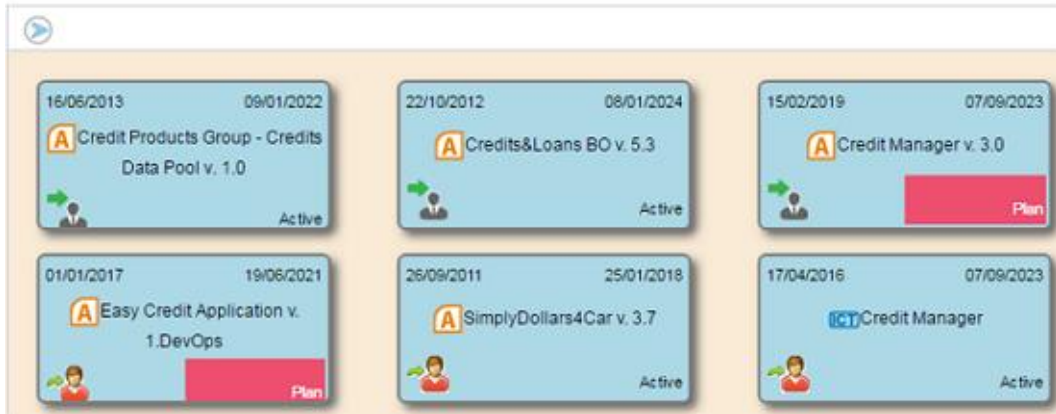 16/06/2013 09/01/2022
A Credit Products Group - Credits
Data Pool v. 1.0
Active
22/10/2012 08/01/2024
A Credits&Loans BO v. 5.3
Active
15/02/2019 07/09/2023
A Credit Manager v. 3.0
Plan
01/01/2017 19/06/2021
A Easy Credit Application v.
1.DevOps
Plan
26/09/2011 25/01/2018
A SimplyDollars4Car v. 3.7
Active
17/04/2016 07/09/2023
ICT Credit Manager
Active